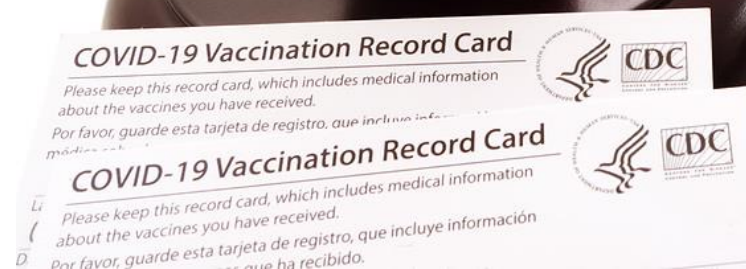 COVID-19 Vaccination Record Card
CDC
Please keep this record card, which includes medical information
about the vaccines you have received.
Por favor, guarde esta tarjeta de registro, que incluye
COVID-19 Vaccination Record Card
CDC
Please keep this record card, which includes medical information
about the vaccines you have received.
Por favor, guarde esta tarjeta de registro, que incluye información
que ha recibido.